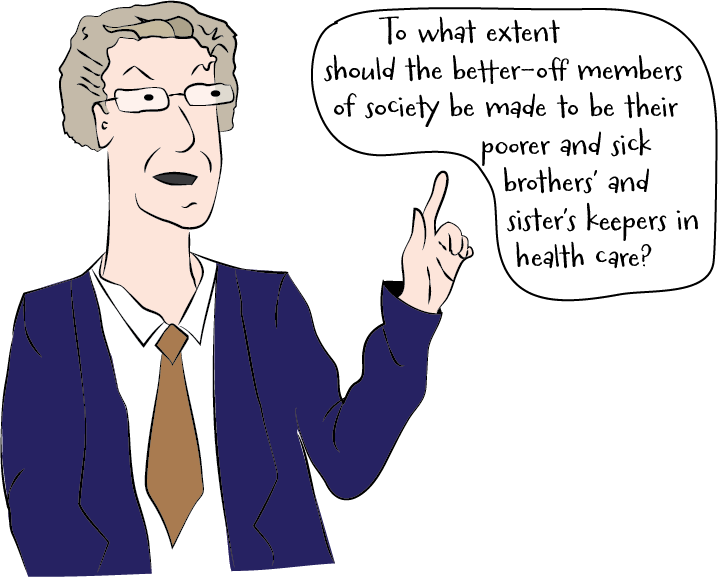 To what extent
should the better-off members
of society be made to be their
poorer and sick
brothers' and
sister's keepers in
health care?